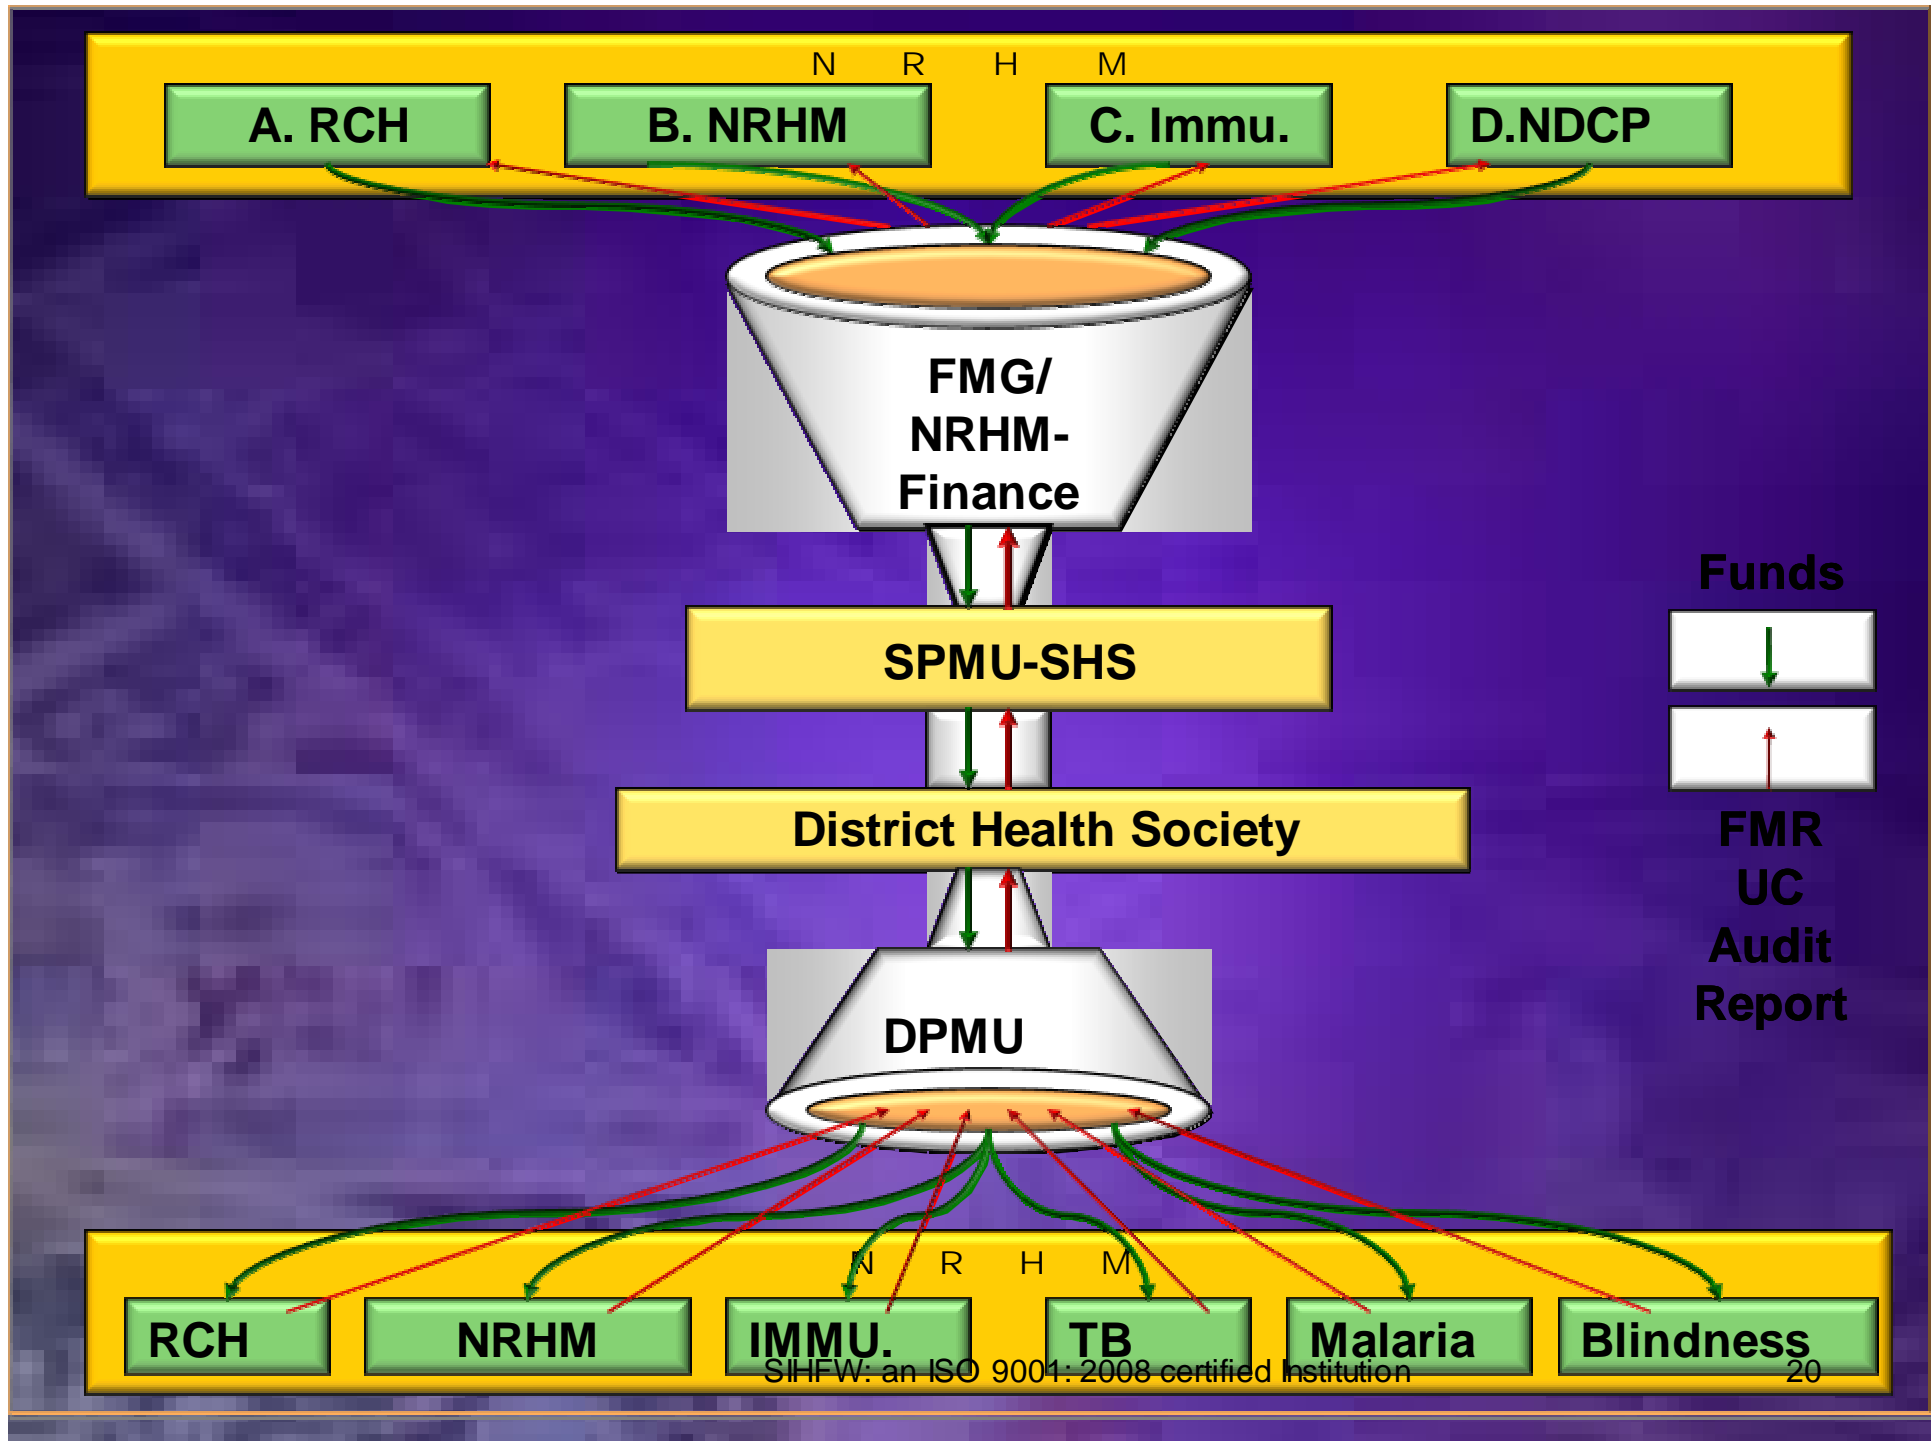 N R H M
A. RCH
B. NRHM
C. Immu.
D.NDCP
FMG/
NRHM-
Finance
SPMU-SHS
District Health Society
DPMU
Funds
FMR
UC
Audit
Report
N R H M
RCH
NRHM
IMMU.
TB
Malaria
Blindness
SIHFW: an ISO 9001: 2008 certified Institution
20